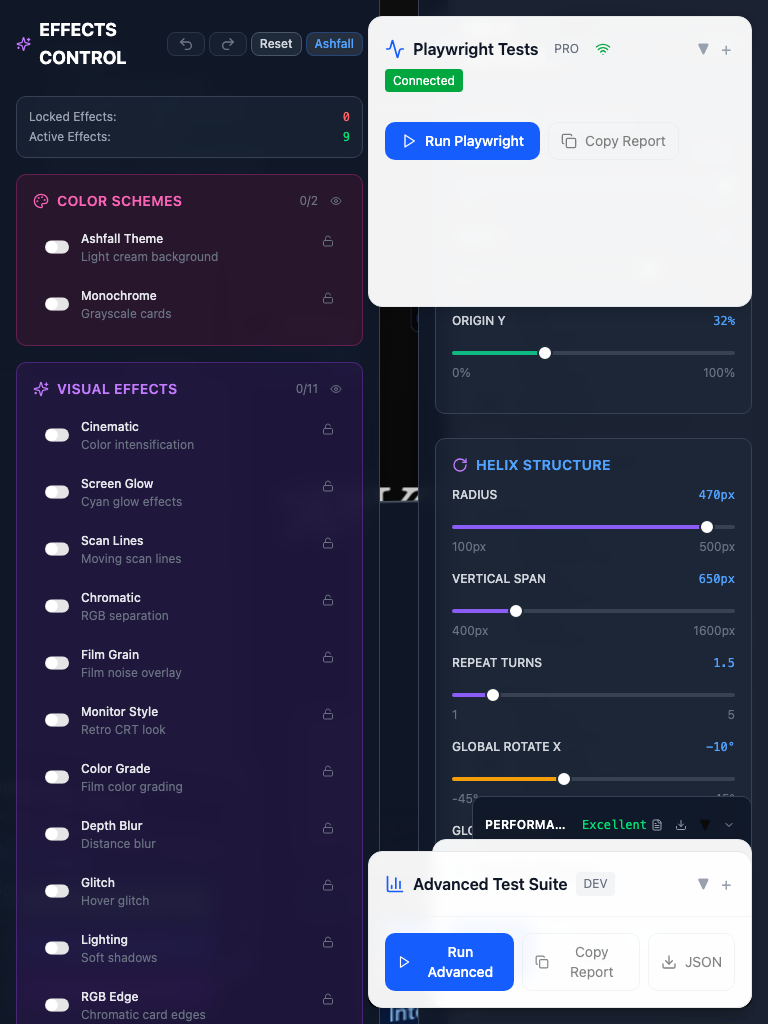 EFFECTS
CONTROL
Reset
Ashfall
Locked Effects:
0
Active Effects:
9
COLOR SCHEMES
0/2
Ashfall Theme
Light cream background
Monochrome
Grayscale cards
VISUAL EFFECTS
0/11
Cinematic
Color intensification
Screen Glow
Cyan glow effects
Scan Lines
Moving scan lines
Chromatic
RGB separation
Film Grain
Film noise overlay
Monitor Style
Retro CRT look
Color Grade
Film color grading
Depth Blur
Distance blur
Glitch
Hover glitch
Lighting
Soft shadows
RGB Edge
Chromatic card edges
Playwright Tests
PRO
Connected
Run Playwright
Copy Report
ORIGIN Y
32%
0%
100%
HELIX STRUCTURE
RADIUS
470px
100px
500px
VERTICAL SPAN
650px
400px
1600px
REPEAT TURNS
1.5
1
5
GLOBAL ROTATE X
-10°
-45°
PERFORMA...
Excellent
Advanced Test Suite
DEV
Run
Advanced
Copy
Report
JSON